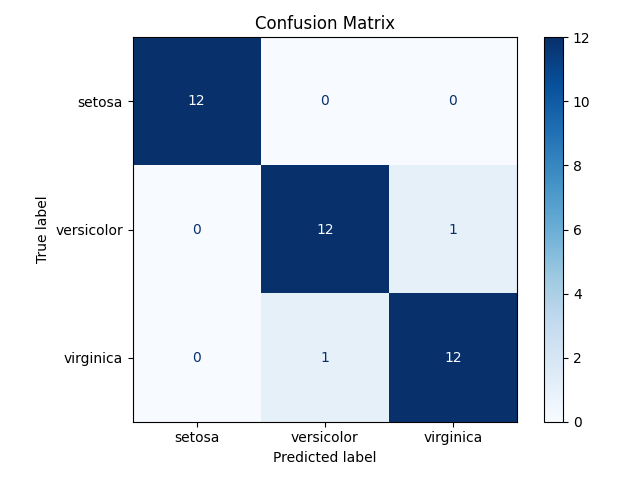 Confusion Matrix
setosa 12 0 0
versicolor 0 12 1
virginica 0 1 12
setosa versicolor virginica
Predicted label
True label
12
10
8
6
4
2
0